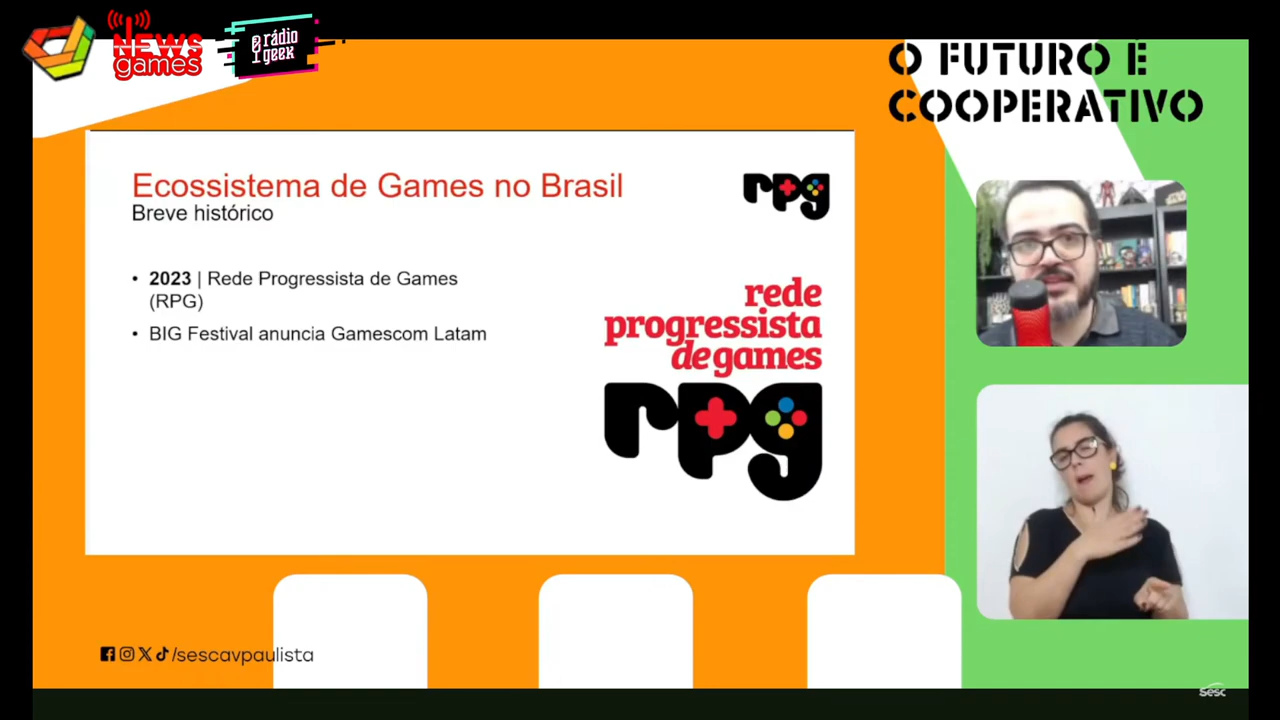 NEWS
games
rádio
geek
O FUTURO É
COOPERATIVO
Ecossistema de Games no Brasil
Breve histórico
rpg
• 2023 | Rede Progressista de Games
(RPG)
• BIG Festival anuncia Gamescom Latam
rede
progressista
de games
rpg
/sescavpaulista
Sesc